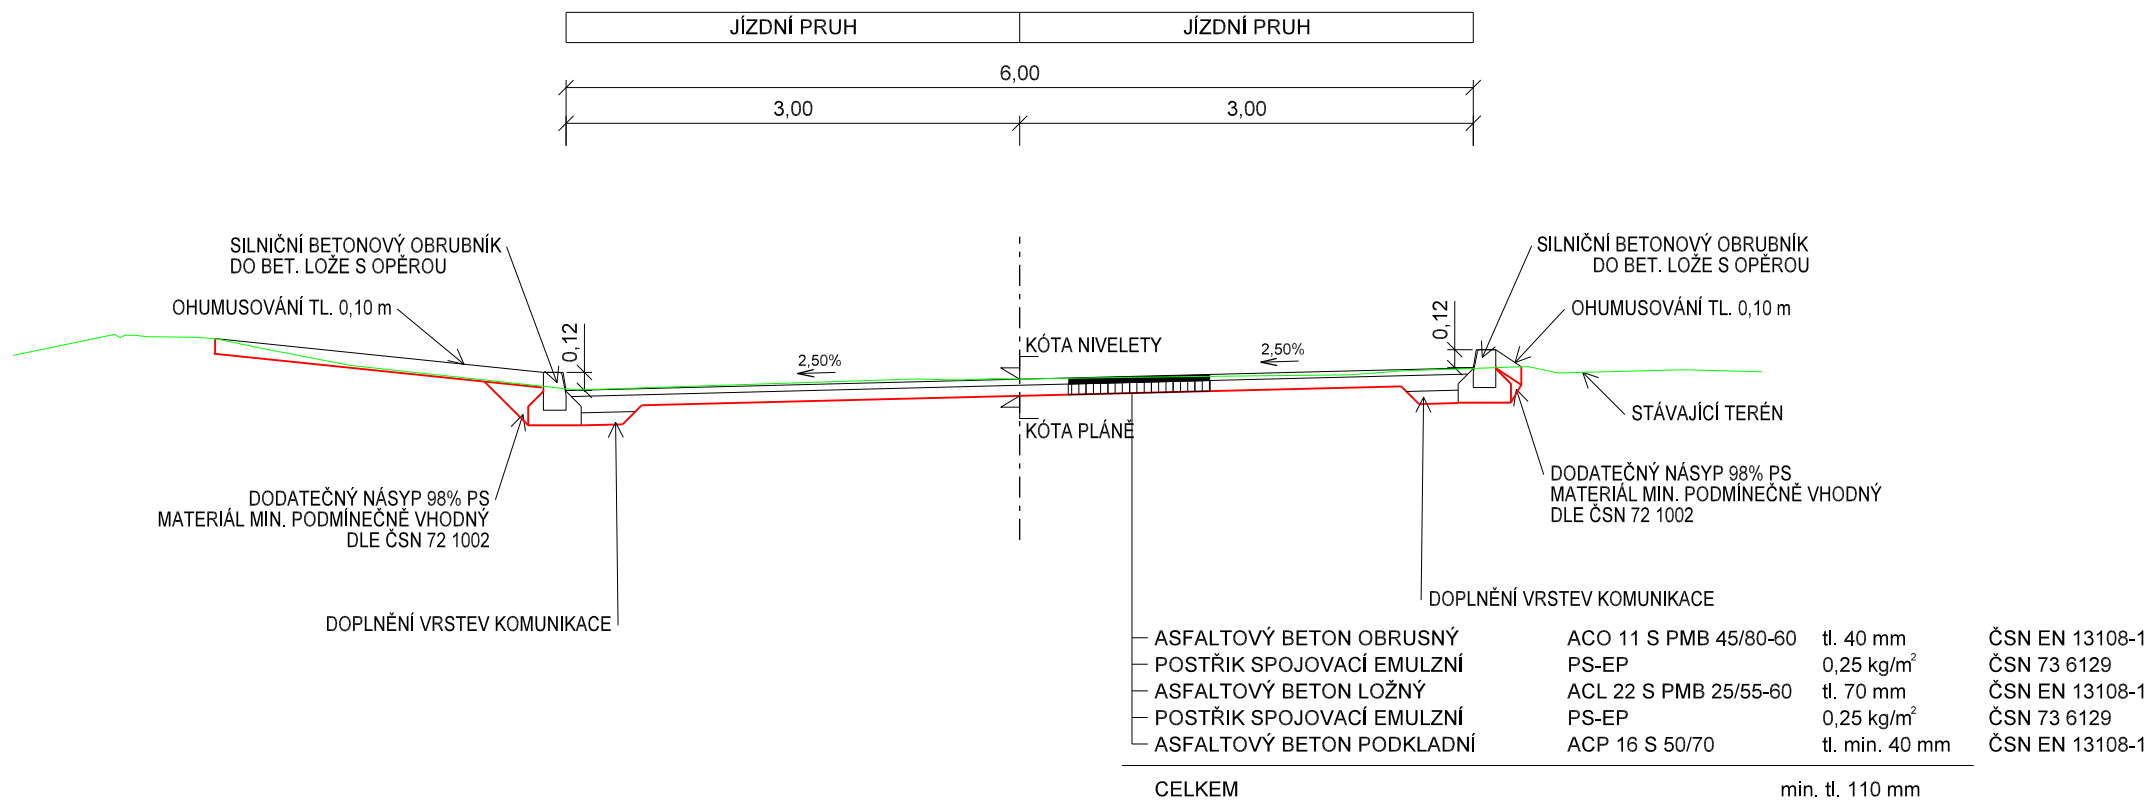 JÍZDNÍ PRUH JÍZDNÍ PRUH
6,00
3,00 3,00
SILNIČNÍ BETONOVÝ OBRUBNÍK
DO BET. LOŽE S OPĚROU
OHUMUSOVÁNÍ TL. 0,10 m
0,12
2,50%
KÓTA NIVELETY
KÓTA PLÁNĚ
2,50%
0,12
SILNIČNÍ BETONOVÝ OBRUBNÍK
DO BET. LOŽE S OPĚROU
OHUMUSOVÁNÍ TL. 0,10 m
STÁVAJÍCÍ TERÉN
DODATEČNÝ NÁSYP 98% PS
MATERIÁL MIN. PODMÍNEČNĚ VHODNÝ
DLE ČSN 72 1002
DODATEČNÝ NÁSYP 98% PS
MATERIÁL MIN. PODMÍNEČNĚ VHODNÝ
DLE ČSN 72 1002
DOPLNĚNÍ VRSTEV KOMUNIKACE
DOPLNĚNÍ VRSTEV KOMUNIKACE
ASFALTOVÝ BETON OBRUSNÝ ACO 11 S PMB 45/80-60 tl. 40 mm ČSN EN 13108-1
POSTŘIK SPOJOVACÍ EMULZNÍ PS-EP 0,25 kg/m² ČSN 73 6129
ASFALTOVÝ BETON LOŽNÝ ACL 22 S PMB 25/55-60 tl. 70 mm ČSN EN 13108-1
POSTŘIK SPOJOVACÍ EMULZNÍ PS-EP 0,25 kg/m² ČSN 73 6129
ASFALTOVÝ BETON PODKLADNÍ ACP 16 S 50/70 tl. min. 40 mm ČSN EN 13108-1
CELKEM min. tl. 110 mm